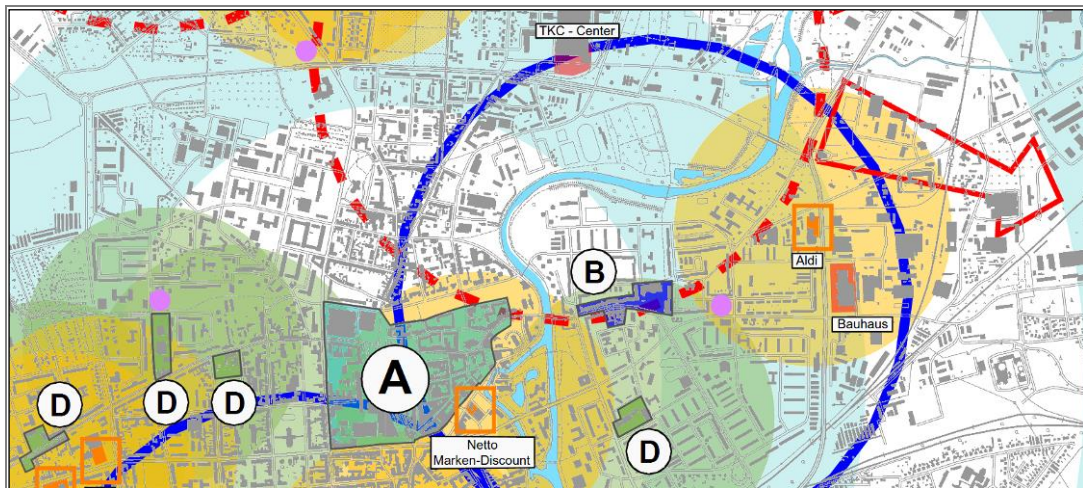 TKC - Center
B
Aldi
Bauhaus
A
D
D
D
Netto
Marken-Discount
D